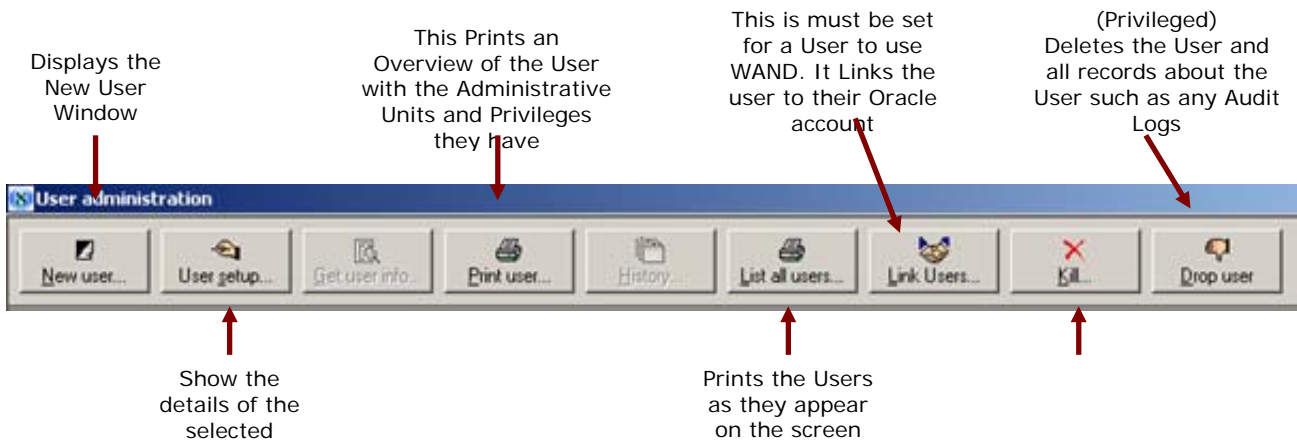 Displays the
New User
Window
This Prints an
Overview of the User
with the Administrative
Units and Privileges
they have
This is must be set
for a User to use
WAND. It Links the
user to their Oracle
account
(Privileged)
Deletes the User and
all records about the
User such as any Audit
Logs
User administration
New user...
User setup...
Get user info...
Print user...
History...
List all users...
Link Users...
Kill...
Drop user
Show the
details of the
selected
Prints the Users
as they appear
on the screen